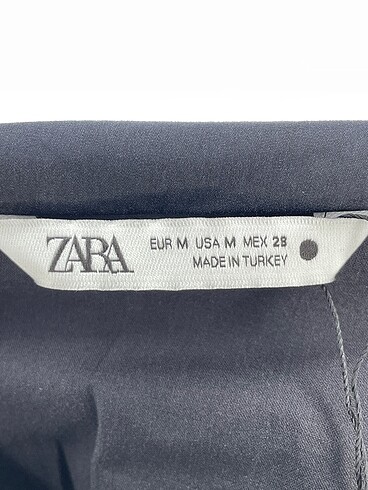 ZARA
EUR M USA M MEX 28
MADE IN TURKEY